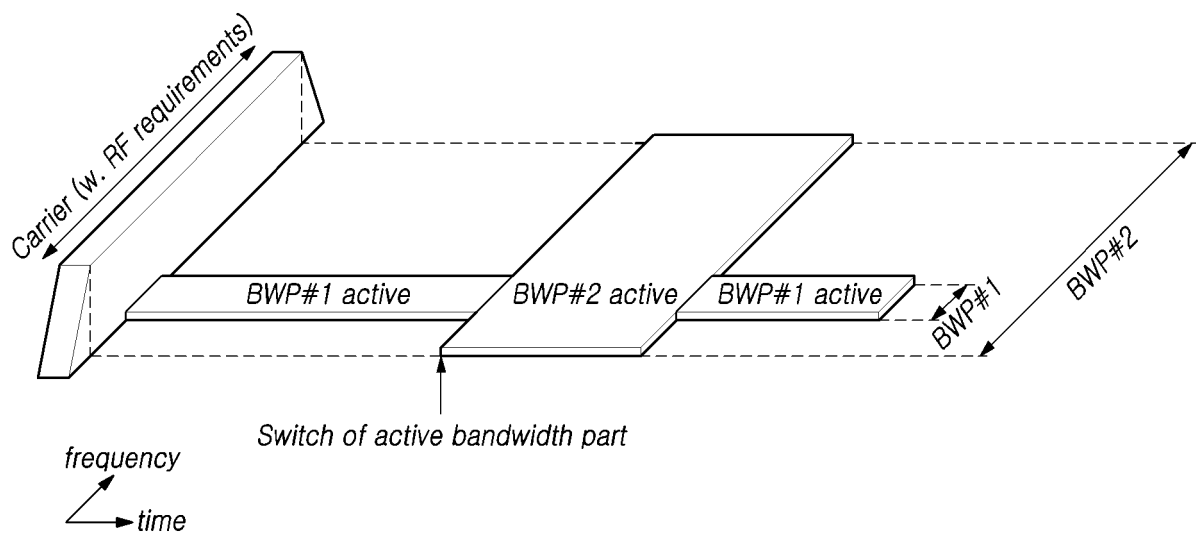 Carrier (w. RF requirements)
BWP#1 active
BWP#2 active
BWP#1 active
BWP#1
BWP#2
Switch of active bandwidth part
frequency
time